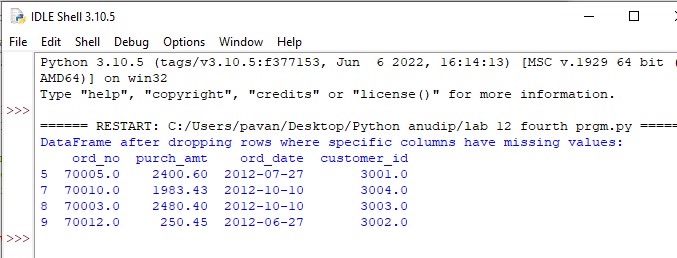 IDLE Shell 3.10.5
File Edit Shell Debug Options Window Help
Python 3.10.5 (tags/v3.10.5:f377153, Jun  6 2022, 16:14:13) [MSC v.1929 64 bit (
AMD64)] on win32
Type "help", "copyright", "credits" or "license()" for more information.
>>>
====== RESTART: C:/Users/pavan/Desktop/Python anudip/lab 12 fourth prgm.py =====
DataFrame after dropping rows where specific columns have missing values:
    ord_no  purch_amt    ord_date  customer_id
5  70005.0    2400.60  2012-07-27       3001.0
7  70010.0    1983.43  2012-10-10       3004.0
8  70003.0    2480.40  2012-10-10       3003.0
9  70012.0     250.45  2012-06-27       3002.0
>>>